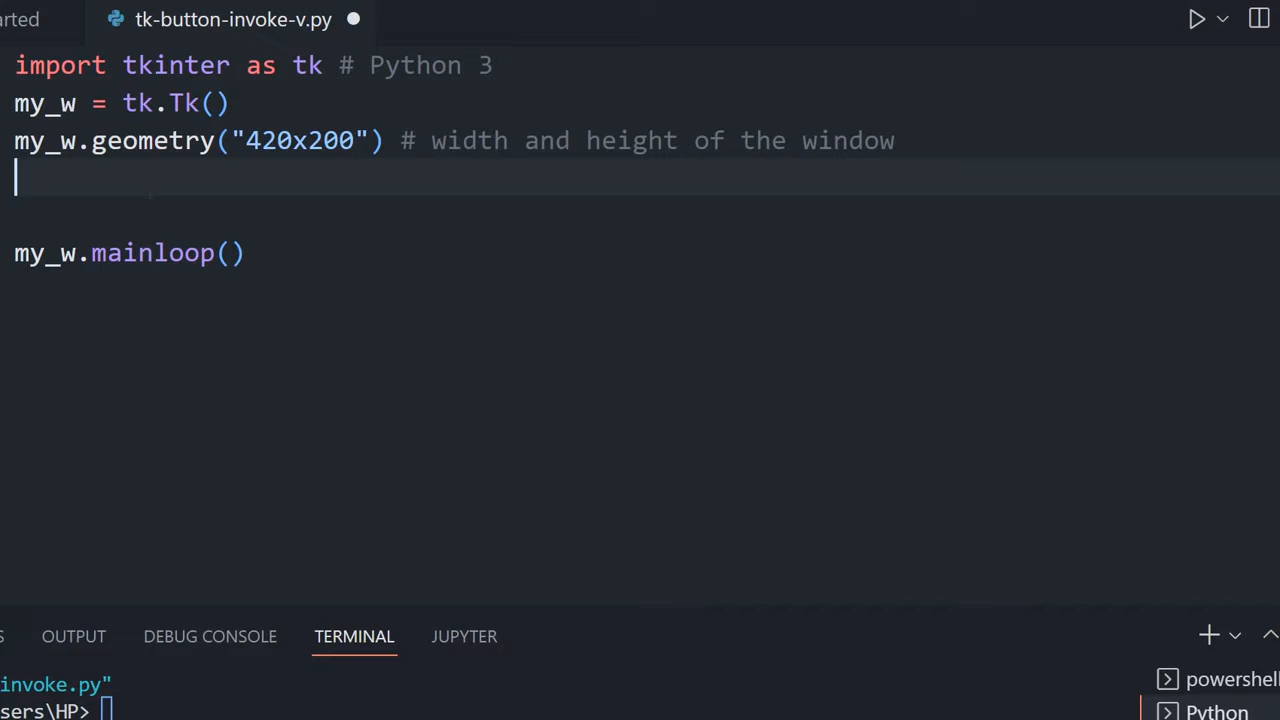 arted
tk-button-invoke-v.py
import tkinter as tk # Python 3
my_w = tk.Tk()
my_w.geometry("420x200") # width and height of the window
my_w.mainloop()
S OUTPUT DEBUG CONSOLE TERMINAL JUPYTER
invoke.py"
sers\HP>
powershell
Python